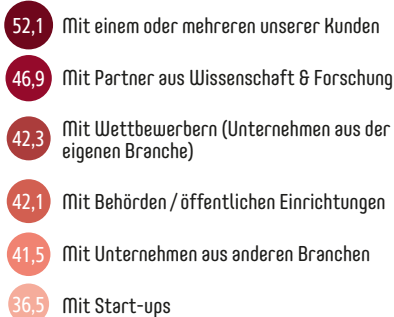 52,1 Mit einem oder mehreren unserer Kunden
46,9 Mit Partner aus Wissenschaft & Forschung
42,3 Mit Wettbewerbern (Unternehmen aus der
eigenen Branche)
42,1 Mit Behörden / öffentlichen Einrichtungen
41,5 Mit Unternehmen aus anderen Branchen
36,5 Mit Start-ups